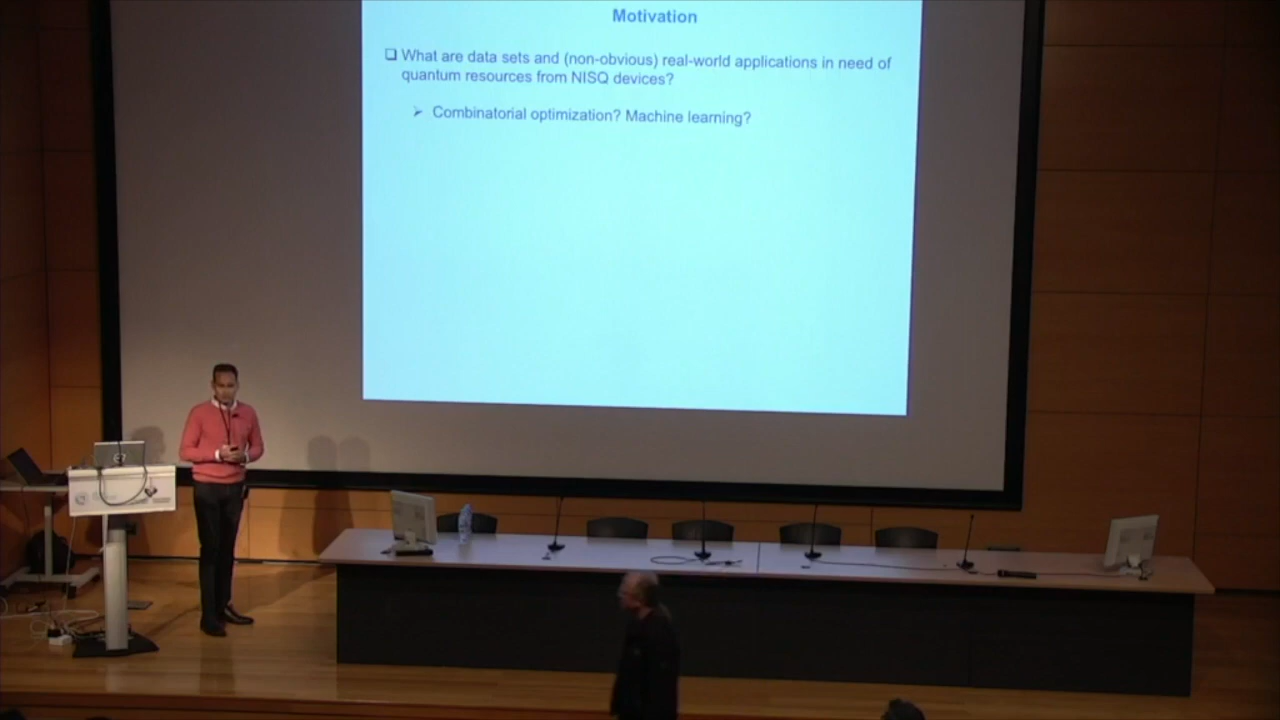 Motivation
❑ What are data sets and (non-obvious) real-world applications in need of
quantum resources from NISQ devices?
➢ Combinatorial optimization? Machine learning?